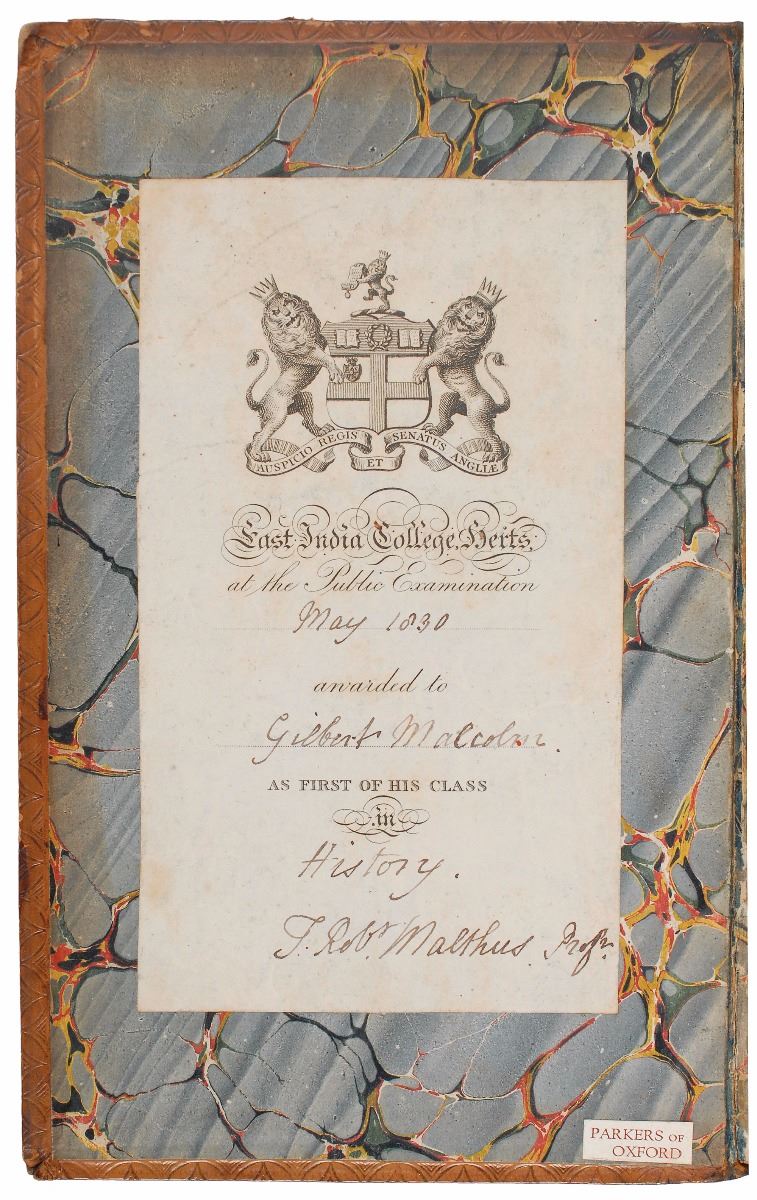 AUSPICIO REGIS ET SENATUS ANGLIÆ
East India College, Herts,
at the Public Examination
May 1830
awarded to
Gilbert Malcolm.
AS FIRST OF HIS CLASS
in
History.
T. Robt. Malthus. Profr.
PARKERS OF
OXFORD